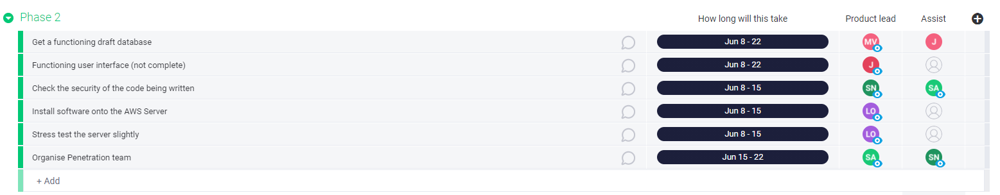 Phase 2 How long will this take Product lead Assist
Get a functioning draft database Jun 8 - 22 MV J
Functioning user interface (not complete) Jun 8 - 22 J
Check the security of the code being written Jun 8 - 15 SN SA
Install software onto the AWS Server Jun 8 - 15 LO
Stress test the server slightly Jun 8 - 15 LO
Organise Penetration team Jun 15 - 22 SA SN
+ Add